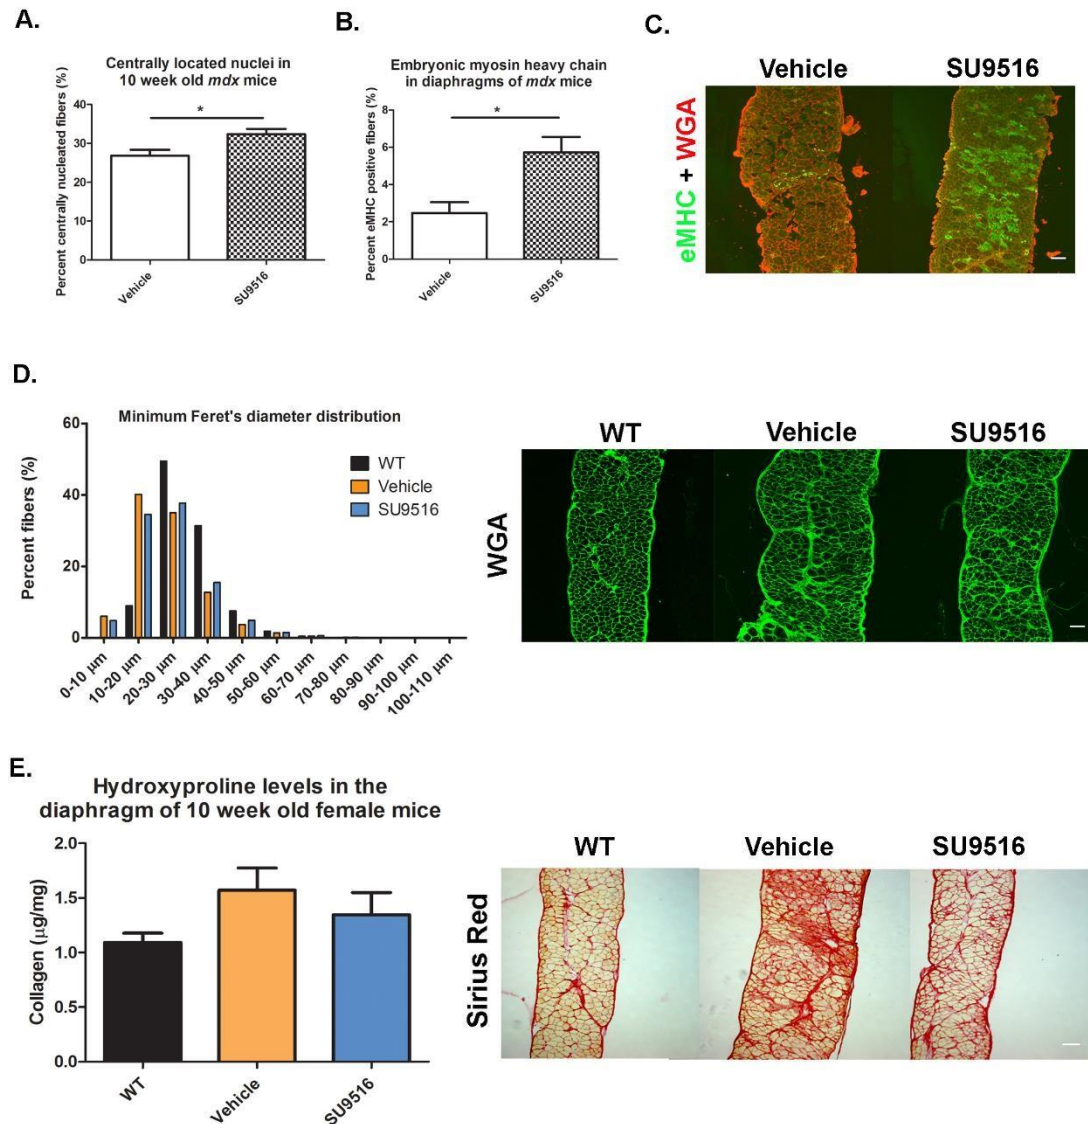 A.
Centrally located nuclei in
10 week old mdx mice
Percent centrally nucleated fibers (%)
40
30
20
10
0
*
Vehicle
SU9516
B.
Embryonic myosin heavy chain
in diaphragms of mdx mice
Percent eMHC positive fibers (%)
8
6
4
2
0
*
Vehicle
SU9516
C.
Vehicle
SU9516
eMHC + WGA
D.
Minimum Feret's diameter distribution
Percent fibers (%)
60
40
20
0
WT
Vehicle
SU9516
0-10 μm
10-20 μm
20-30 μm
30-40 μm
40-50 μm
50-60 μm
60-70 μm
70-80 μm
80-90 μm
90-100 μm
100-110 μm
WT
Vehicle
SU9516
WGA
E.
Hydroxyproline levels in the
diaphragm of 10 week old female mice
Collagen (μg/mg)
2.0
1.5
1.0
0.5
0.0
WT
Vehicle
SU9516
WT
Vehicle
SU9516
Sirius Red